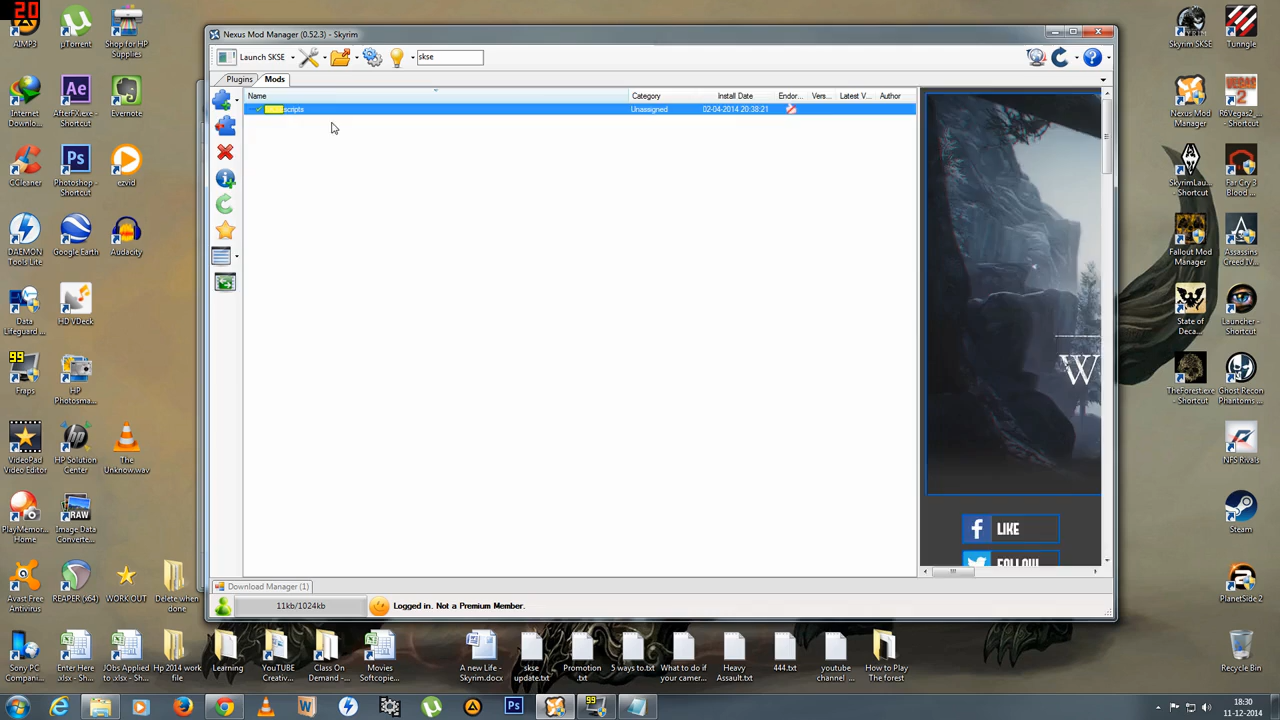 20
AIMP3
µTorrent
Shop for HP
Supplies
Internet
Downlo...
AfterFX.exe -
Shortcut
Evernote
CCleaner
Photoshop -
Shortcut
ezvid
DAEMON
Tools Lite
Google Earth
Audacity
Data
Lifeguard ...
HD VDeck
99
Fraps
HP
Photosma...
VideoPad
Video Editor
HP Solution
Center
The
Unknow.wav
PlayMemor...
Home
Image Data
Converte...
RAW
Avast Free
Antivirus
REAPER (x64)
WORK OUT
Delete when
done
Sony PC
Compani...
Enter Here
.xlsx - Sh...
JObs Applied
to .xlsx - Sh...
Hp 2014 work
file
Learning
YouTUBE
Creativ...
Class On
Demand - ...
Movies
Softcopie...
A new Life -
Skyrim.docx
skse
update.txt
Promotion
.txt
5 ways to.txt
What to do if
your camer...
Heavy
Assault.txt
444.txt
youtube
channel ...
How to Play
The forest
Nexus Mod Manager (0.52.3) - Skyrim
Launch SKSE
skse
Plugins
Mods
Name
Category
Install Date
Endor...
Vers...
Latest V...
Author
scripts
Unassigned
02-04-2014 20:38:21
W
LIKE
FOLLOW
Download Manager (1)
11kb/1024kb
Logged in. Not a Premium Member.
Skyrim SKSE
Tunngle
Nexus Mod
Manager
R6Vegas2_...
- Shortcut
SkyrimLau...
- Shortcut
Far Cry 3
Blood ...
Fallout Mod
Manager
Assassins
Creed IV...
State of
Deca...
Launcher -
Shortcut
TheForest.exe
- Shortcut
Ghost Recon
Phantoms ...
NFS Rivals
Steam
PlanetSide 2
Recycle Bin
18:30
11-12-2014